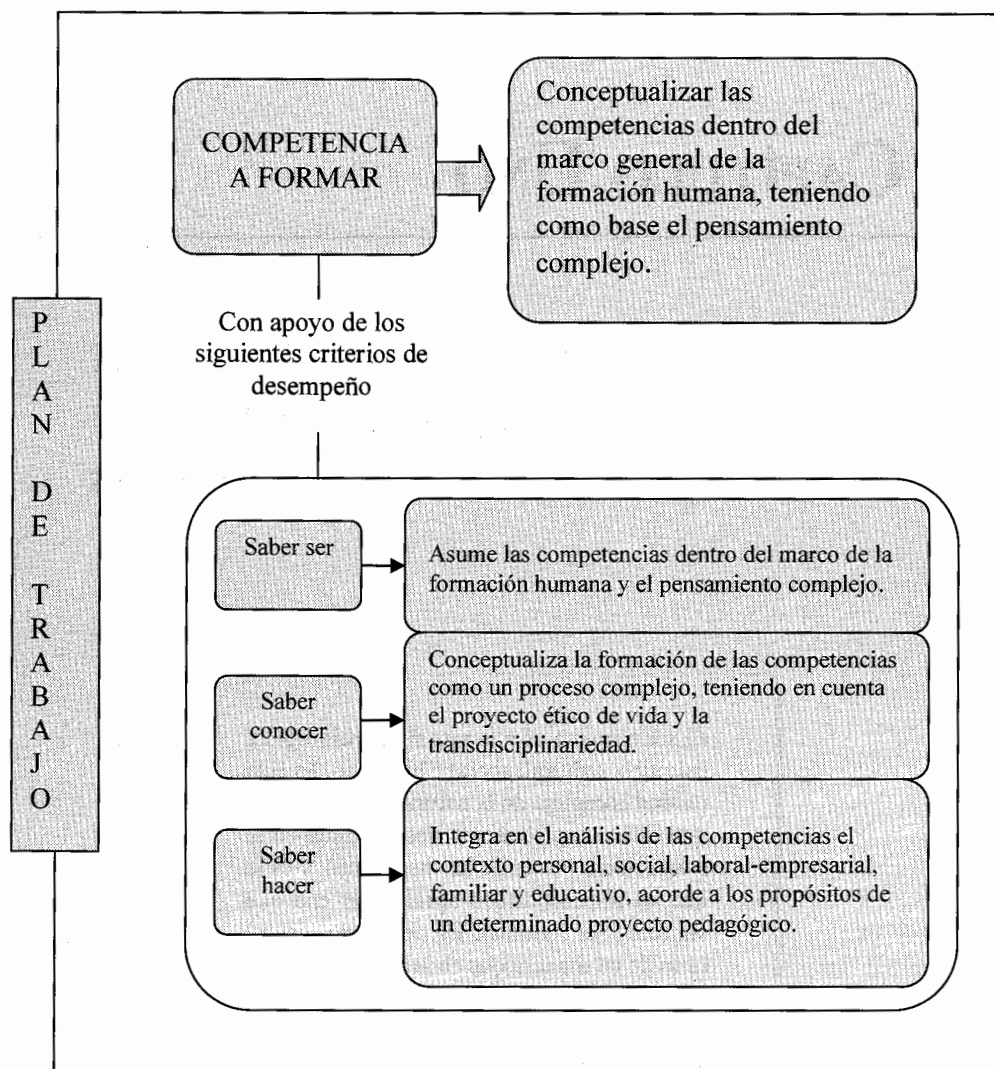 COMPETENCIA
A FORMAR
Conceptualizar las
competencias dentro del
marco general de la
formación humana, teniendo
como base el pensamiento
complejo.
Con apoyo de los
siguientes criterios de
desempeño
PLAN DE TRABAJO
Saber ser
Asume las competencias dentro del marco de la
formación humana y el pensamiento complejo.
Saber
conocer
Conceptualiza la formación de las competencias
como un proceso complejo, teniendo en cuenta
el proyecto ético de vida y la
transdisciplinariedad.
Saber
hacer
Integra en el análisis de las competencias el
contexto personal, social, laboral-empresarial,
familiar y educativo, acorde a los propósitos de
un determinado proyecto pedagógico.